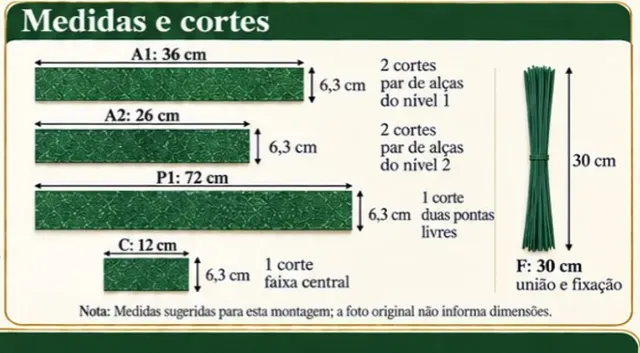 Medidas e cortes
A1: 36 cm
6,3 cm
2 cortes
par de alças
do nível 1
A2: 26 cm
6,3 cm
2 cortes
par de alças
do nível 2
P1: 72 cm
6,3 cm
1 corte
duas pontas
livres
C: 12 cm
6,3 cm
1 corte
faixa central
30 cm
F: 30 cm
união e fixação
Nota: Medidas sugeridas para esta montagem; a foto original não informa dimensões.